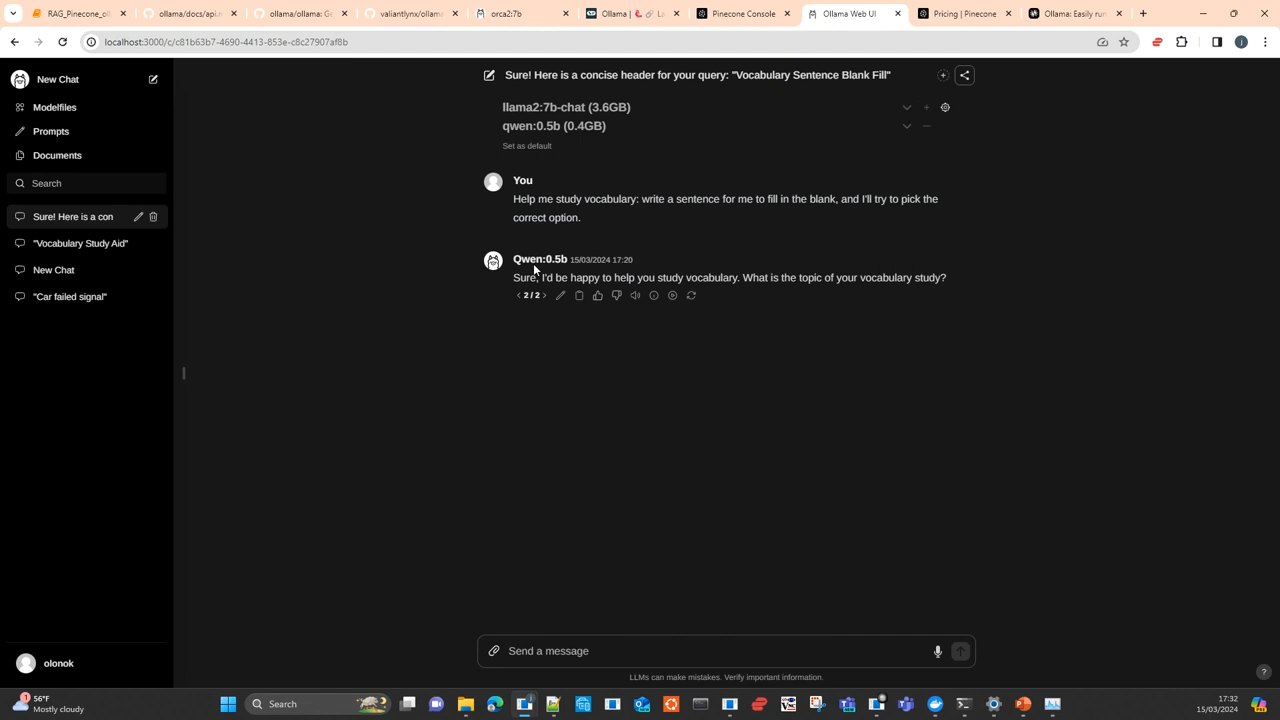 RAG_Pinecone_oll
ollama/docs/api.m
ollama/ollama: Ge
valiantlynx/ollama
orca2:7b
Ollama | 🦜️🔗 La
Pinecone Console
Ollama Web UI
Pricing | Pinecone
Ollama: Easily run
localhost:3000/c/c81b63b7-4690-4413-853e-c8c27907af8b
New Chat
Modelfiles
Prompts
Documents
Search
Sure! Here is a con
"Vocabulary Study Aid"
New Chat
"Car failed signal"
olonok
Sure! Here is a concise header for your query: "Vocabulary Sentence Blank Fill"
llama2:7b-chat (3.6GB)
qwen:0.5b (0.4GB)
Set as default
You
Help me study vocabulary: write a sentence for me to fill in the blank, and I'll try to pick the
correct option.
Qwen:0.5b 15/03/2024 17:20
Sure, I'd be happy to help you study vocabulary. What is the topic of your vocabulary study?
2 / 2
Send a message
LLMs can make mistakes. Verify important information.
?
1
56°F
Mostly cloudy
Search
17:32
15/03/2024